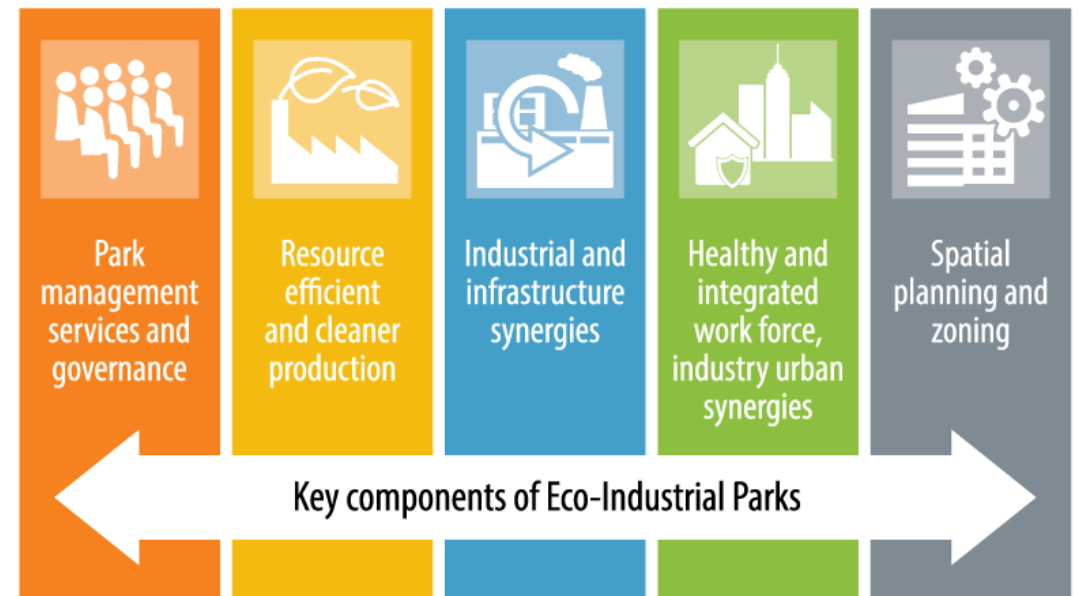 Park
management
services and
governance
Resource
efficient
and cleaner
production
Industrial and
infrastructure
synergies
Healthy and
integrated
work force,
industry urban
synergies
Spatial
planning and
zoning
Key components of Eco-Industrial Parks